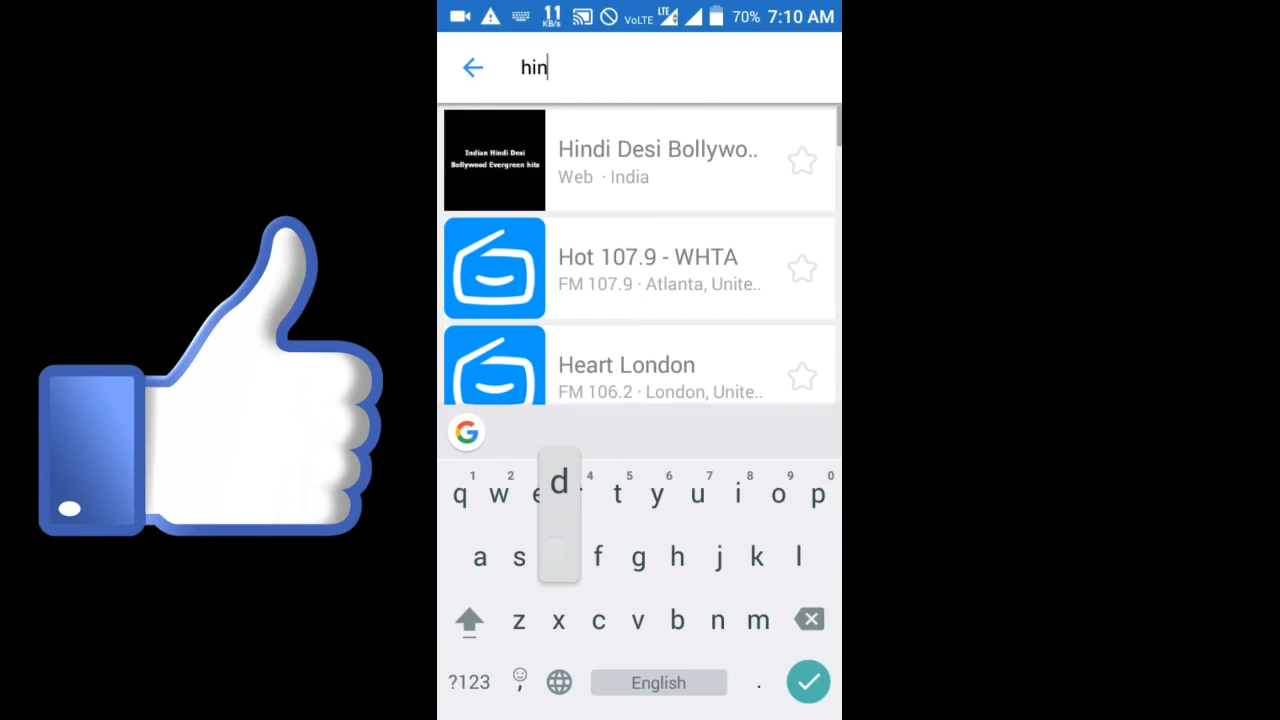 11 KB/s VoLTE LTE 70% 7:10 AM
hin
Indian Hindi Desi
Bollywood Evergreen hits
Hindi Desi Bollywo..
Web · India
Hot 107.9 - WHTA
FM 107.9 · Atlanta, Unite..
Heart London
FM 106.2 · London, Unite..
G
d
1 2 4 5 6 7 8 9 0
q w e t y u i o p
a s f g h j k l
z x c v b n m
?123 , English .